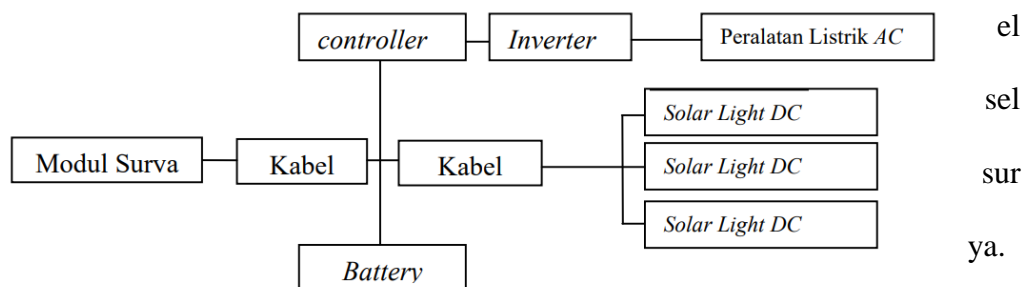 controller Inverter Peralatan Listrik AC el
Solar Light DC sel
Modul Surya Kabel Kabel Solar Light DC sur
Solar Light DC
Battery ya.